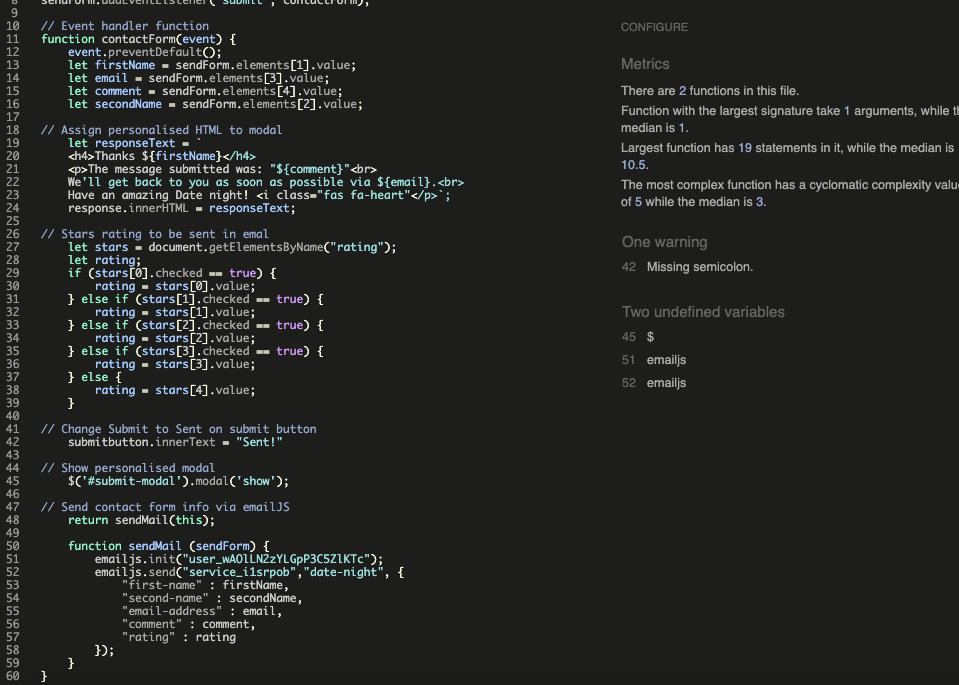 8 sendForm.addEventListener("submit", contactForm);
9
10 // Event handler function
11 function contactForm(event) {
12 event.preventDefault();
13 let firstName = sendForm.elements[1].value;
14 let email = sendForm.elements[3].value;
15 let comment = sendForm.elements[4].value;
16 let secondName = sendForm.elements[2].value;
17
18 // Assign personalised HTML to modal
19 let responseText = `
20 <h4>Thanks ${firstName}</h4>
21 <p>The message submitted was: "${comment}"<br>
22 We'll get back to you as soon as possible via ${email}.<br>
23 Have an amazing Date night! <i class="fas fa-heart"</p>`;
24 response.innerHTML = responseText;
25
26 // Stars rating to be sent in emal
27 let stars = document.getElementsByName("rating");
28 let rating;
29 if (stars[0].checked == true) {
30 rating = stars[0].value;
31 } else if (stars[1].checked == true) {
32 rating = stars[1].value;
33 } else if (stars[2].checked == true) {
34 rating = stars[2].value;
35 } else if (stars[3].checked == true) {
36 rating = stars[3].value;
37 } else {
38 rating = stars[4].value;
39 }
40
41 // Change Submit to Sent on submit button
42 submitbutton.innerText = "Sent!"
43
44 // Show personalised modal
45 $('#submit-modal').modal('show');
46
47 // Send contact form info via emailJS
48 return sendMail(this);
49
50 function sendMail (sendForm) {
51 emailjs.init("user_wAOlLN2zYLGpP3C5ZlKTc");
52 emailjs.send("service_i1srpob","date-night", {
53 "first-name" : firstName,
54 "second-name" : secondName,
55 "email-address" : email,
56 "comment" : comment,
57 "rating" : rating
58 });
59 }
60 }
CONFIGURE
Metrics
There are 2 functions in this file.
Function with the largest signature take 1 arguments, while th
median is 1.
Largest function has 19 statements in it, while the median is
10.5.
The most complex function has a cyclomatic complexity valu
of 5 while the median is 3.
One warning
42 Missing semicolon.
Two undefined variables
45 $
51 emailjs
52 emailjs